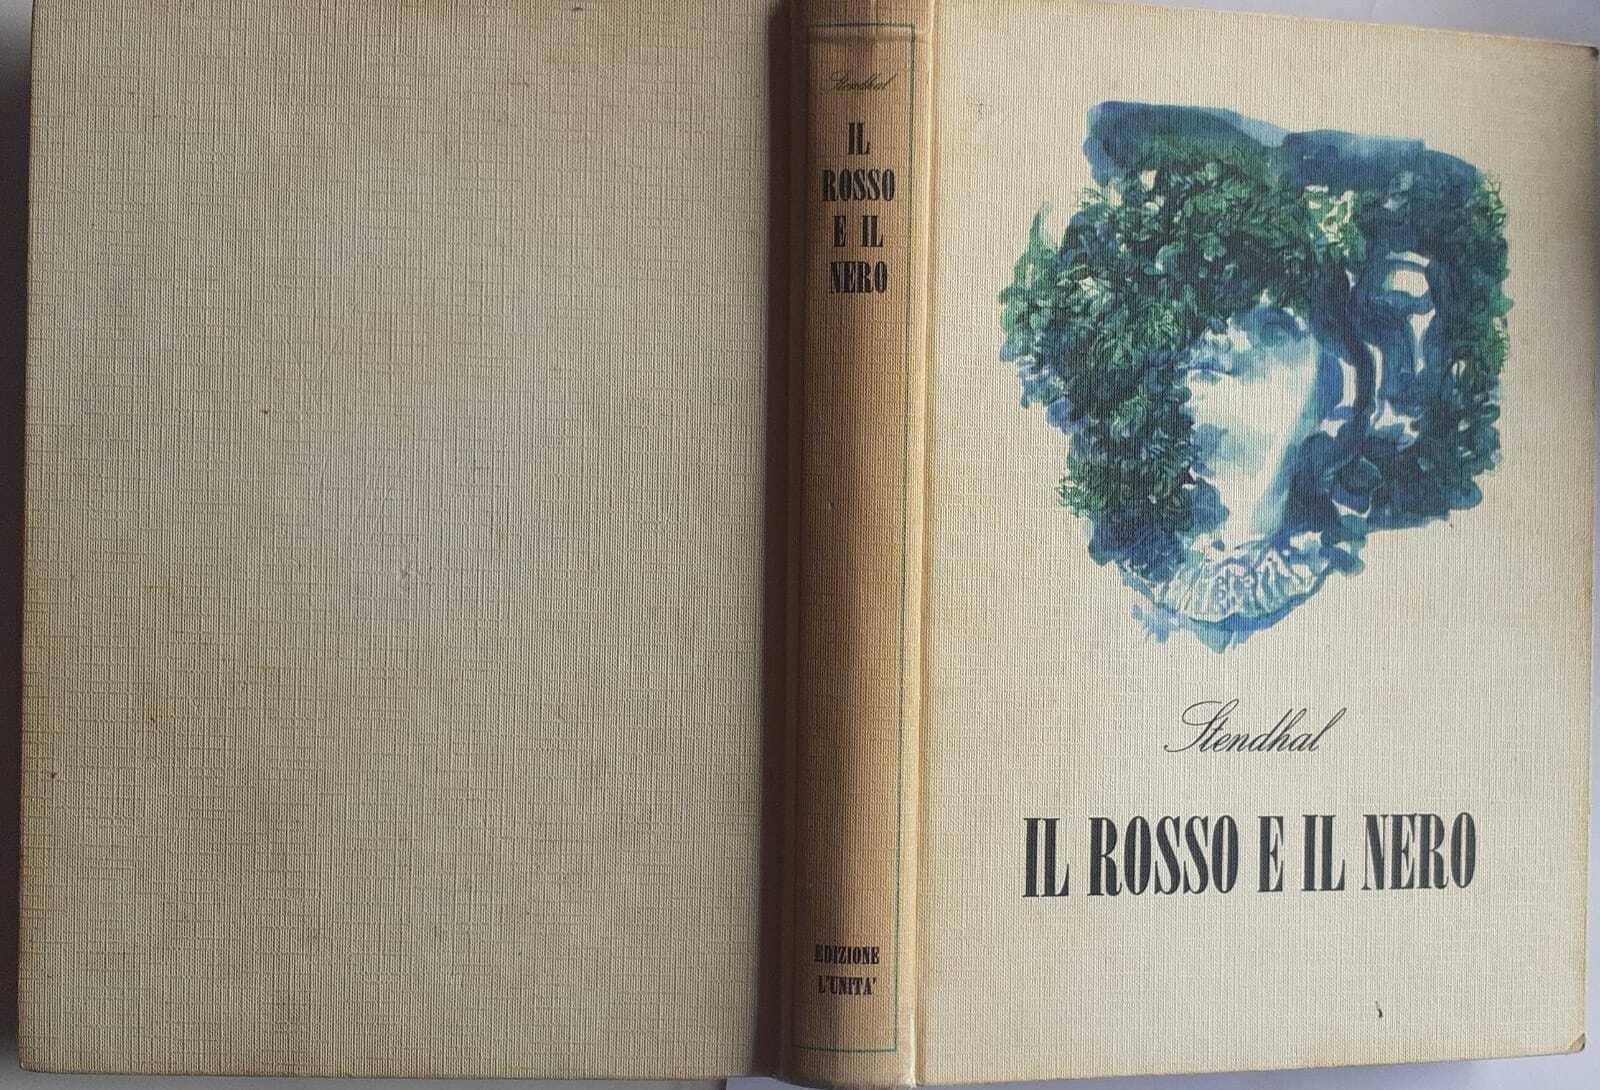 Stendhal
IL
ROSSO
E IL
NERO
EDIZIONE
L'UNITA'
Stendhal
IL ROSSO E IL NERO